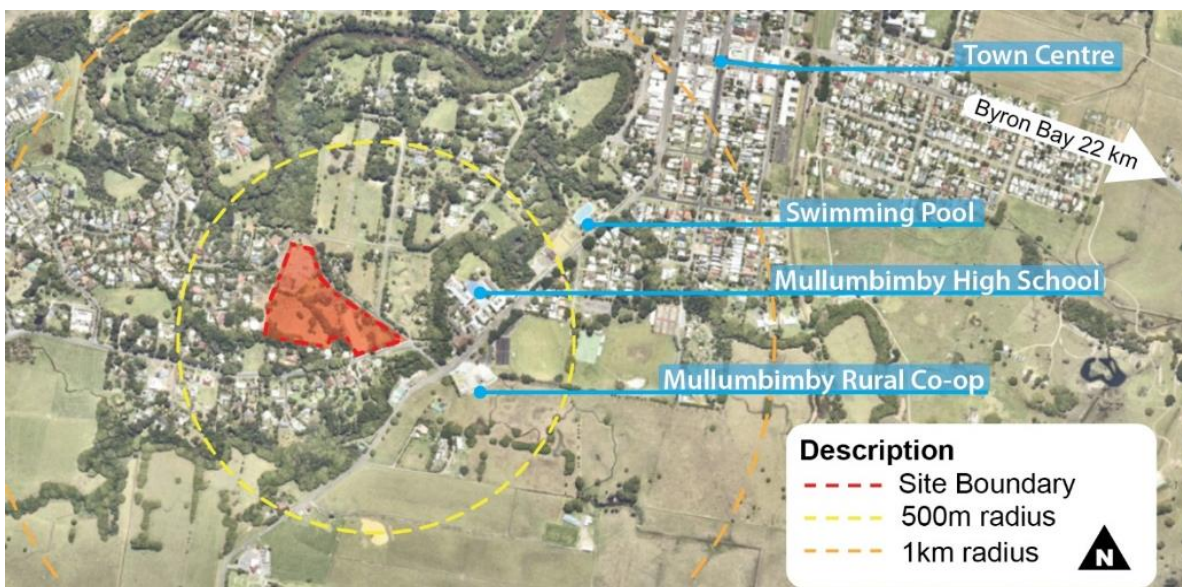 Town Centre
Byron Bay 22 km
Swimming Pool
Mullumbimby High School
Mullumbimby Rural Co-op
Description
Site Boundary
500m radius
1km radius
N